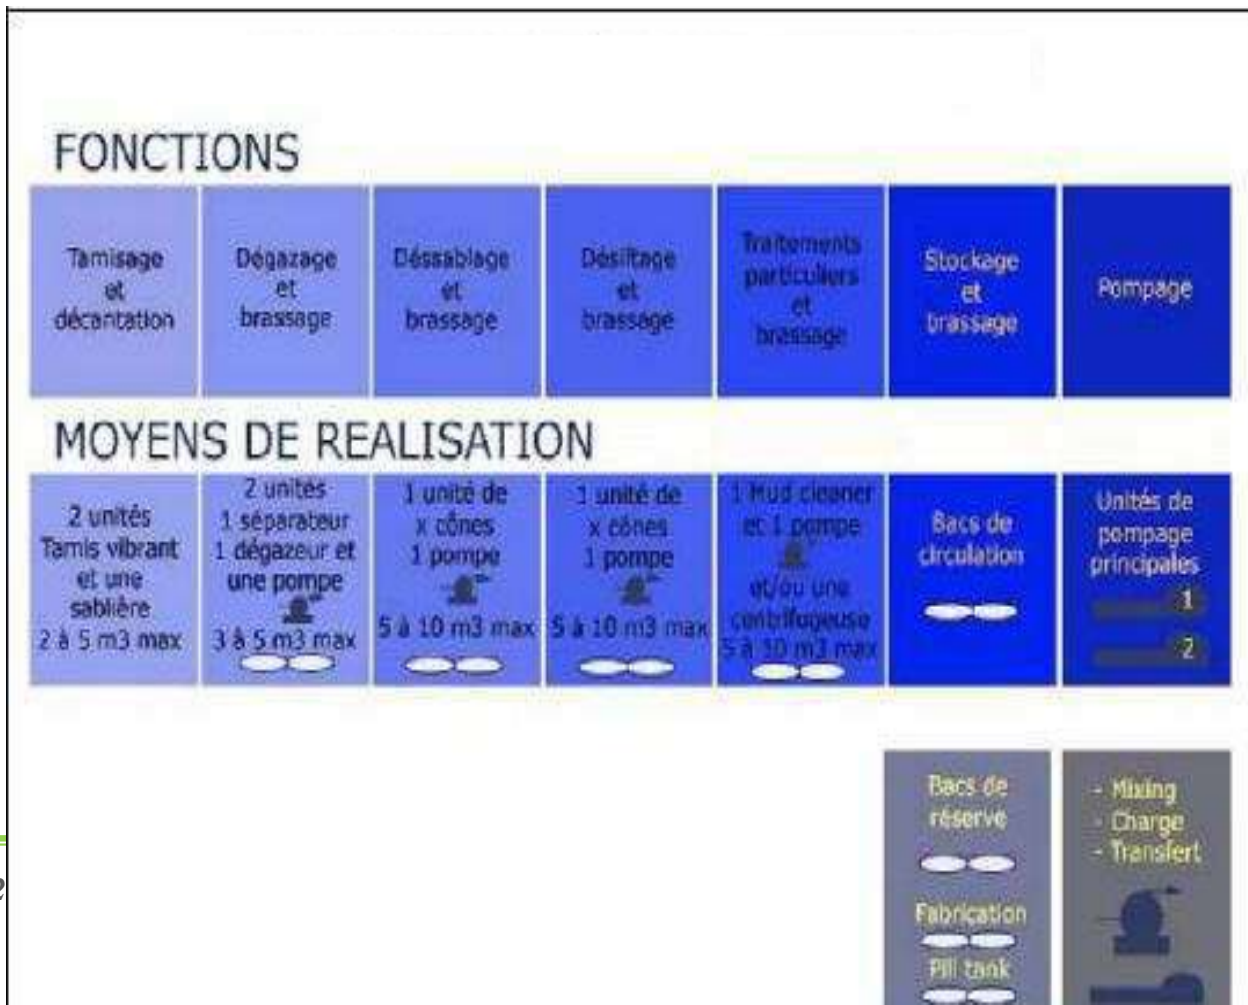 FONCTIONS
Tamisage
et
décantation
Dégazage
et
brassage
Déssablage
et
brassage
Désiltage
et
brassage
Traitements
particuliers
et
brassage
Stockage
et
brassage
Pompage
MOYENS DE REALISATION
2 unités
Tamis vibrant
et une
sablière
2 à 5 m3 max
2 unités
1 séparateur
1 dégazeur et
une pompe
3 à 5 m3 max
1 unité de
x cônes
1 pompe
5 à 10 m3 max
1 unité de
x cônes
1 pompe
5 à 10 m3 max
1 Mud cleaner
et 1 pompe
et/ou une
centrifugeuse
5 à 10 m3 max
Bacs de
circulation
Unités de
pompage
principales
1
2
Bacs de
réserve
Fabrication
Pill tank
- Mixing
- Charge
- Transfert